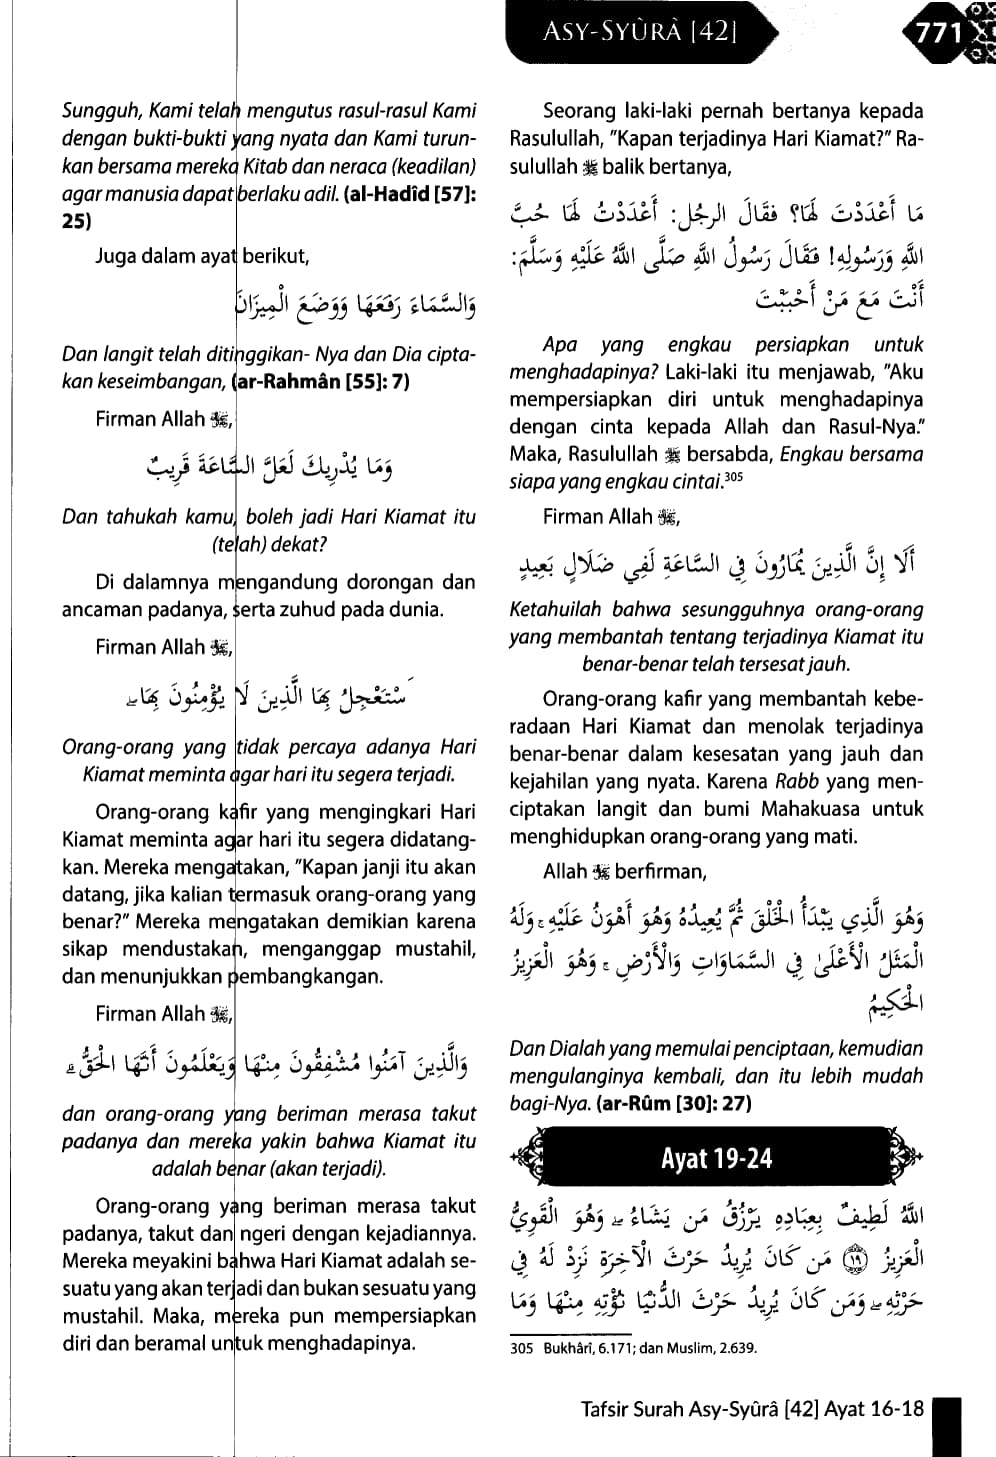 ASY-SYÛRÂ [42]
771
Sungguh, Kami telah mengutus rasul-rasul Kami
dengan bukti-bukti yang nyata dan Kami turun-
kan bersama mereka Kitab dan neraca (keadilan)
agar manusia dapat berlaku adil. (al-Hadîd [57]:
25)
Juga dalam ayat berikut,
وَالسَّمَاءَ رَفَعَهَا وَوَضَعَ الْمِيزَانَ
Dan langit telah ditinggikan- Nya dan Dia cipta-
kan keseimbangan, (ar-Rahmân [55]: 7)
Firman Allah ﷻ,
وَمَا يُدْرِيكَ لَعَلَّ السَّاعَةَ قَرِيبٌ
Dan tahukah kamu, boleh jadi Hari Kiamat itu
(telah) dekat?
Di dalamnya mengandung dorongan dan
ancaman padanya, serta zuhud pada dunia.
Firman Allah ﷻ,
سْتَعْجِلُ بِهَا الَّذِينَ لَا يُؤْمِنُونَ بِهَا ۖ
Orang-orang yang tidak percaya adanya Hari
Kiamat meminta agar hari itu segera terjadi.
Orang-orang kafir yang mengingkari Hari
Kiamat meminta agar hari itu segera didatang-
kan. Mereka mengatakan, "Kapan janji itu akan
datang, jika kalian termasuk orang-orang yang
benar?" Mereka mengatakan demikian karena
sikap mendustakan, menganggap mustahil,
dan menunjukkan pembangkangan.
Firman Allah ﷻ,
وَالَّذِينَ آمَنُوا مُشْفِقُونَ مِنْهَا وَيَعْلَمُونَ أَنَّهَا الْحَقُّ ۗ
dan orang-orang yang beriman merasa takut
padanya dan mereka yakin bahwa Kiamat itu
adalah benar (akan terjadi).
Orang-orang yang beriman merasa takut
padanya, takut dan ngeri dengan kejadiannya.
Mereka meyakini bahwa Hari Kiamat adalah se-
suatu yang akan terjadi dan bukan sesuatu yang
mustahil. Maka, mereka pun mempersiapkan
diri dan beramal untuk menghadapinya.
Seorang laki-laki pernah bertanya kepada
Rasulullah, "Kapan terjadinya Hari Kiamat?" Ra-
sulullah ﷺ balik bertanya,
مَا أَعْدَدْتَ لَهَا؟ فقَالَ الرجُل: أَعْدَدْتُ لَهَا حُبَّ
اللهِ وَرَسُولِهِ! فَقَالَ رَسُولُ اللهِ صَلَّى اللهُ عَلَيْهِ وَسَلَّمَ:
أَنْتَ مَعَ مَنْ أَحْبَبْتَ
Apa yang engkau persiapkan untuk
menghadapinya? Laki-laki itu menjawab, "Aku
mempersiapkan diri untuk menghadapinya
dengan cinta kepada Allah dan Rasul-Nya."
Maka, Rasulullah ﷺ bersabda, Engkau bersama
siapa yang engkau cintai.³⁰⁵
Firman Allah ﷻ,
أَلَا إِنَّ الَّذِينَ يُمَارُونَ فِي السَّاعَةِ لَفِي ضَلَالٍ بَعِيدٍ
Ketahuilah bahwa sesungguhnya orang-orang
yang membantah tentang terjadinya Kiamat itu
benar-benar telah tersesat jauh.
Orang-orang kafir yang membantah kebe-
radaan Hari Kiamat dan menolak terjadinya
benar-benar dalam kesesatan yang jauh dan
kejahilan yang nyata. Karena Rabb yang men-
ciptakan langit dan bumi Mahakuasa untuk
menghidupkan orang-orang yang mati.
Allah ﷻ berfirman,
وَهُوَ الَّذِي يَبْدَأُ الْخَلْقَ ثُمَّ يُعِيدُهُ وَهُوَ أَهْوَنُ عَلَيْهِ ۚ وَلَهُ
الْمَثَلُ الْأَعْلَىٰ فِي السَّمَاوَاتِ وَالْأَرْضِ ۚ وَهُوَ الْعَزِيزُ
الْحَكِيمُ
Dan Dialah yang memulai penciptaan, kemudian
mengulanginya kembali, dan itu lebih mudah
bagi-Nya. (ar-Rûm [30]: 27)
Ayat 19-24
اللهُ لَطِيفٌ بِعِبَادِهِ يَرْزُقُ مَن يَشَاءُ ۖ وَهُوَ الْقَوِيُّ
الْعَزِيزُ ﴿١٩﴾ مَن كَانَ يُرِيدُ حَرْثَ الْآخِرَةِ نَزِدْ لَهُ فِي
حَرْثِهِ ۖ وَمَن كَانَ يُرِيدُ حَرْثَ الدُّنْيَا نُؤْتِهِ مِنْهَا وَمَا
305 Bukhârî, 6.171; dan Muslim, 2.639.
Tafsir Surah Asy-Syûrâ [42] Ayat 16-18